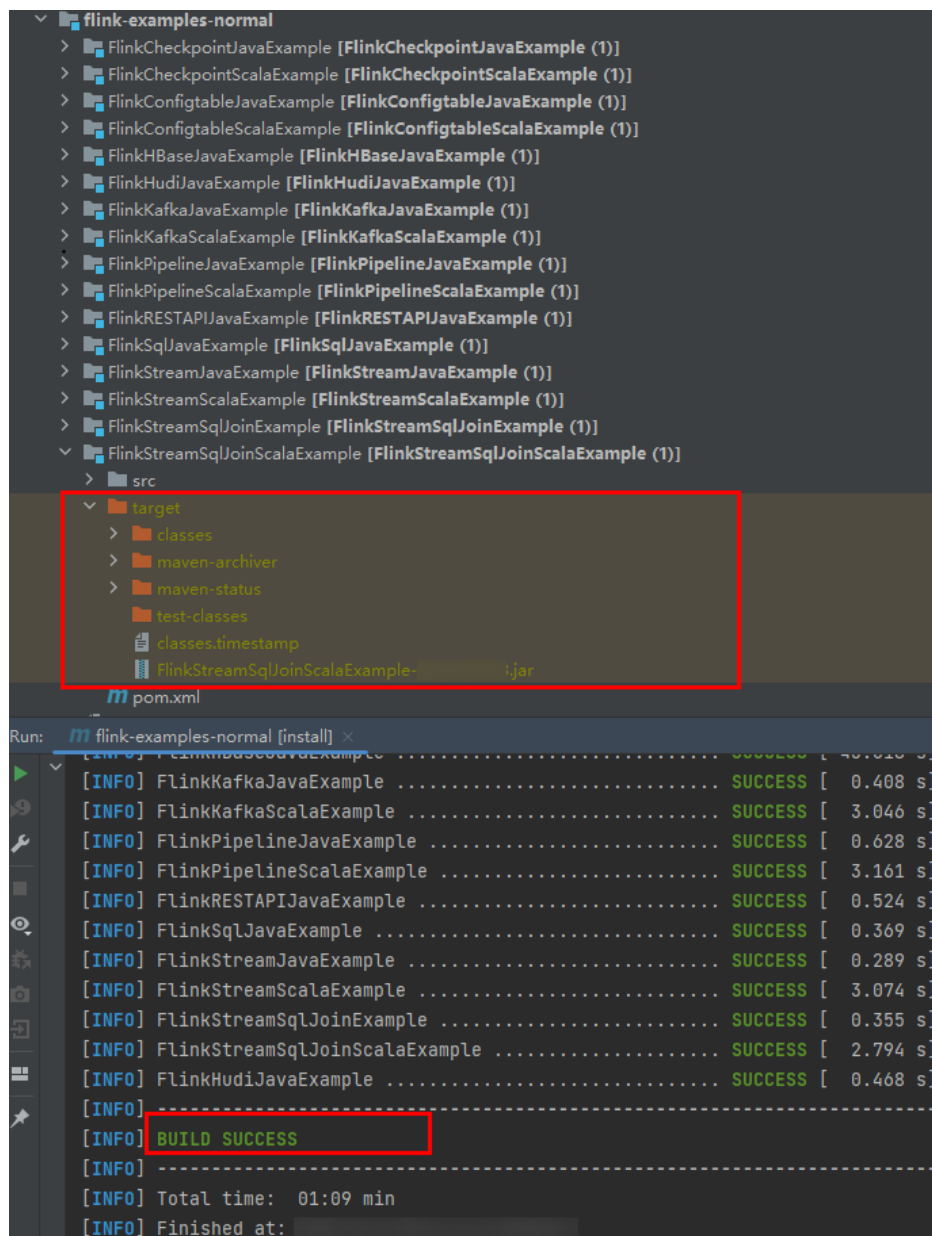 flink-examples-normal
FlinkCheckpointJavaExample [FlinkCheckpointJavaExample (1)]
FlinkCheckpointScalaExample [FlinkCheckpointScalaExample (1)]
FlinkConfigtableJavaExample [FlinkConfigtableJavaExample (1)]
FlinkConfigtableScalaExample [FlinkConfigtableScalaExample (1)]
FlinkHBaseJavaExample [FlinkHBaseJavaExample (1)]
FlinkHudiJavaExample [FlinkHudiJavaExample (1)]
FlinkKafkaJavaExample [FlinkKafkaJavaExample (1)]
FlinkKafkaScalaExample [FlinkKafkaScalaExample (1)]
FlinkPipelineJavaExample [FlinkPipelineJavaExample (1)]
FlinkPipelineScalaExample [FlinkPipelineScalaExample (1)]
FlinkRESTAPIJavaExample [FlinkRESTAPIJavaExample (1)]
FlinkSqlJavaExample [FlinkSqlJavaExample (1)]
FlinkStreamJavaExample [FlinkStreamJavaExample (1)]
FlinkStreamScalaExample [FlinkStreamScalaExample (1)]
FlinkStreamSqlJoinExample [FlinkStreamSqlJoinExample (1)]
FlinkStreamSqlJoinScalaExample [FlinkStreamSqlJoinScalaExample (1)]
src
target
classes
maven-archiver
maven-status
test-classes
classes.timestamp
FlinkStreamSqlJoinScalaExample- .jar
pom.xml
Run: flink-examples-normal [install]
[INFO] FlinkKafkaJavaExample .............................. SUCCESS [  0.408 s]
[INFO] FlinkKafkaScalaExample ............................. SUCCESS [  3.046 s]
[INFO] FlinkPipelineJavaExample ........................... SUCCESS [  0.628 s]
[INFO] FlinkPipelineScalaExample .......................... SUCCESS [  3.161 s]
[INFO] FlinkRESTAPIJavaExample ............................ SUCCESS [  0.524 s]
[INFO] FlinkSqlJavaExample ................................ SUCCESS [  0.369 s]
[INFO] FlinkStreamJavaExample ............................. SUCCESS [  0.289 s]
[INFO] FlinkStreamScalaExample ............................ SUCCESS [  3.074 s]
[INFO] FlinkStreamSqlJoinExample .......................... SUCCESS [  0.355 s]
[INFO] FlinkStreamSqlJoinScalaExample ..................... SUCCESS [  2.794 s]
[INFO] FlinkHudiJavaExample ............................... SUCCESS [  0.468 s]
[INFO] ------------------------------------------------------------------------
[INFO] BUILD SUCCESS
[INFO] ------------------------------------------------------------------------
[INFO] Total time:  01:09 min
[INFO] Finished at: